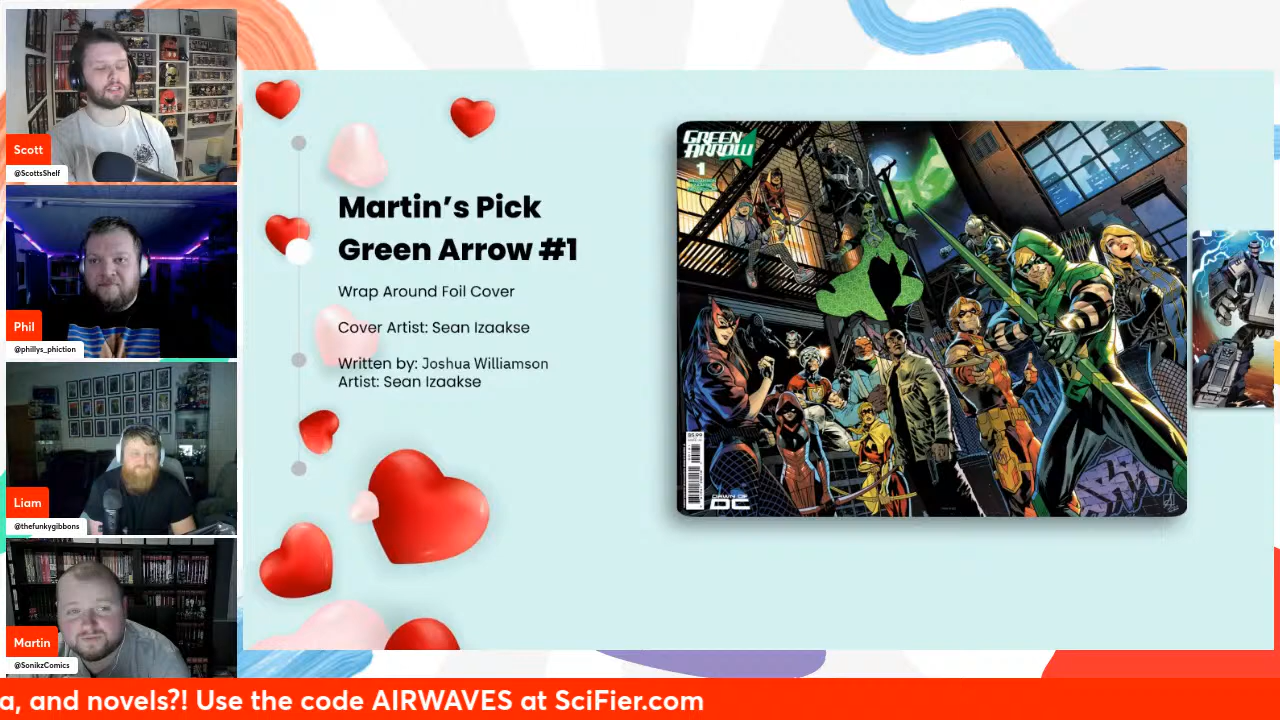 Scott
@ScottsShelf
Phil
@phillys_phiction
Liam
@thefunkygibbons
Martin
@SonikzComics
Martin's Pick
Green Arrow #1
Wrap Around Foil Cover
Cover Artist: Sean Izaakse
Written by: Joshua Williamson
Artist: Sean Izaakse
GREEN
ARROW
1
$5.99
DAWN OF
DC
a, and novels?! Use the code AIRWAVES at SciFier.com